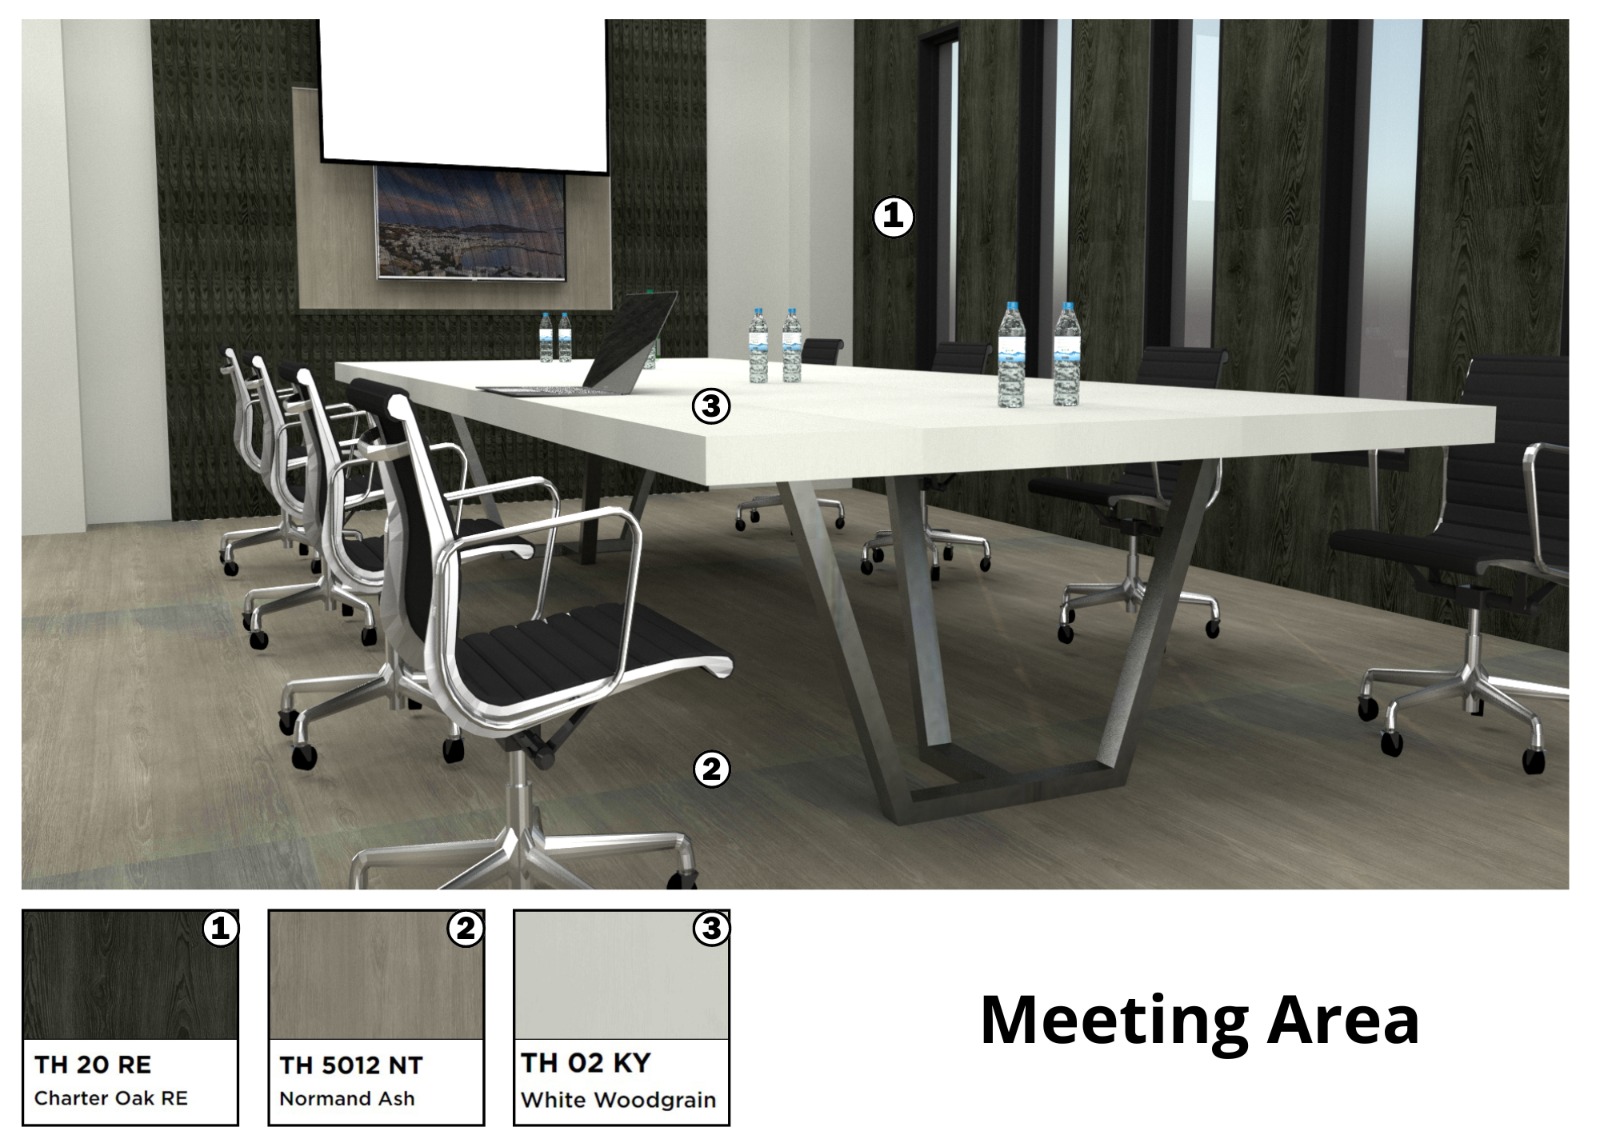 1
3
2
1
TH 20 RE
Charter Oak RE
2
TH 5012 NT
Normand Ash
3
TH 02 KY
White Woodgrain
Meeting Area